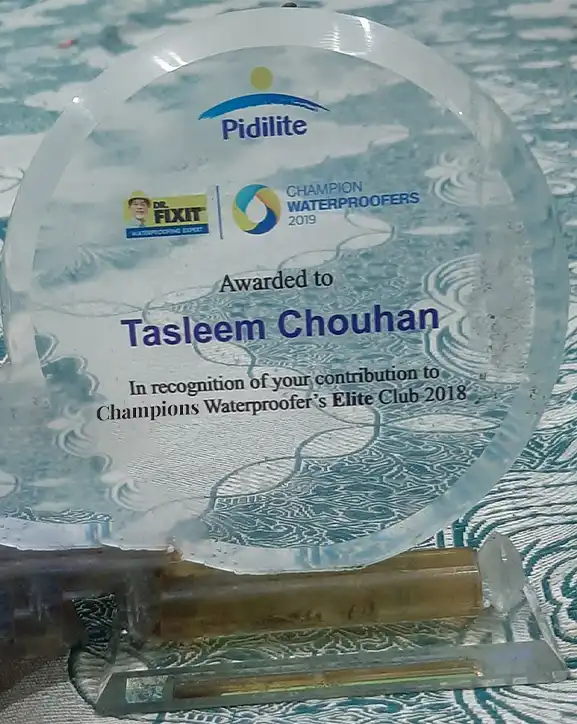 Pidilite
DR.
FIXIT
WATERPROOFING EXPERT
CHAMPION
WATERPROOFERS
2019
Awarded to
Tasleem Chouhan
In recognition of your contribution to
Champions Waterproofer's Elite Club 2018